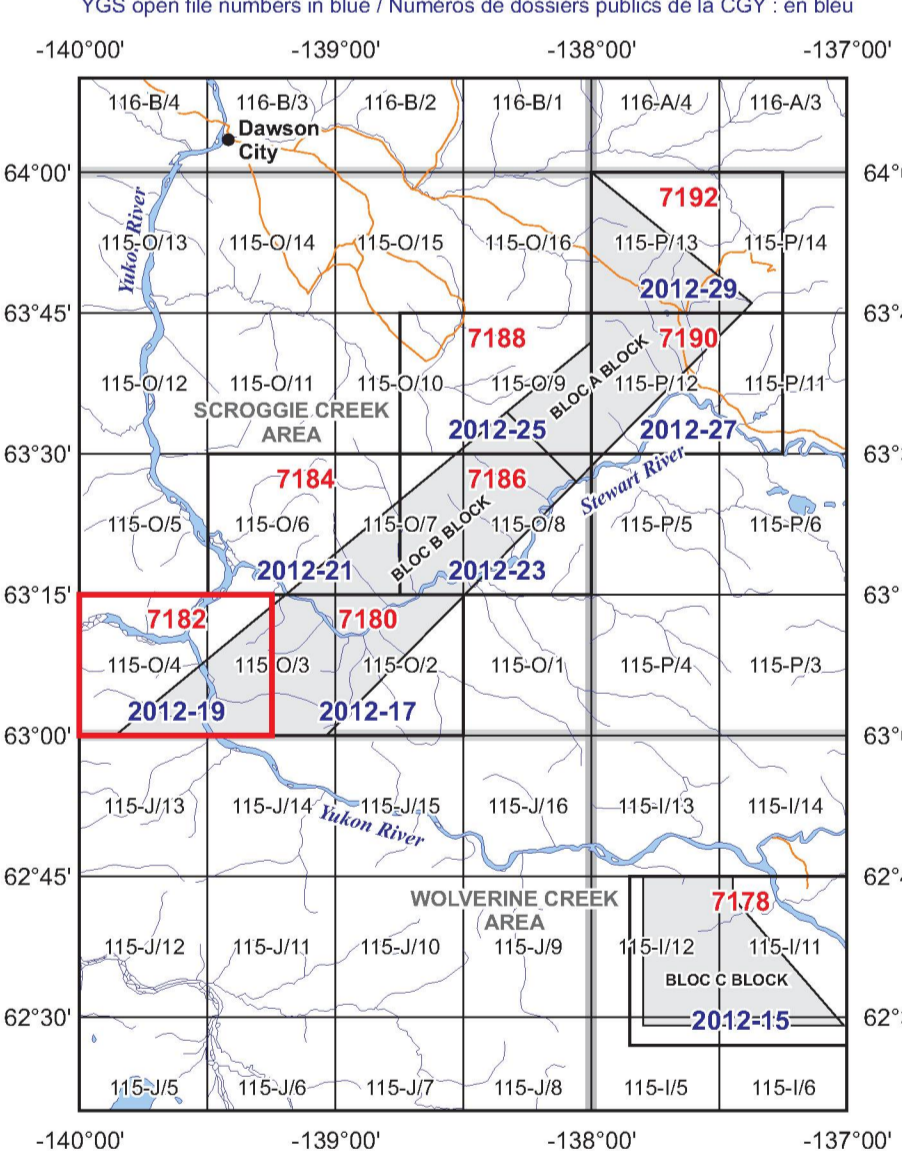 YGS open file numbers in blue / Numéros de dossiers publics de la CGY : en bleu
-140°00' -139°00' -138°00' -137°00'
116-B/4 116-B/3 116-B/2 116-B/1 116-A/4 116-A/3
Dawson
City
64°00' 64°
7192
Yukon River
115-O/13 115-O/14 115-O/15 115-O/16 115-P/13 115-P/14
2012-29
63°45'
7188 7190
BLOC A BLOCK
115-O/12 115-O/11 115-O/10 115-O/9 115-P/12 115-P/11
SCROGGIE CREEK
AREA
2012-25 2012-27
63°30'
Stewart River
7184 7186
BLOC B BLOCK
115-O/5 115-O/6 115-O/7 115-O/8 115-P/5 115-P/6
2012-21 2012-23
63°15'
7182 7180
115-O/4 115-O/3 115-O/2 115-O/1 115-P/4 115-P/3
2012-19 2012-17
63°00'
115-J/13 115-J/14 115-J/15 115-J/16 115-I/13 115-I/14
Yukon River
62°45'
WOLVERINE CREEK
AREA
7178
115-J/12 115-J/11 115-J/10 115-J/9 115-I/12 115-I/11
BLOC C BLOCK
62°30'
2012-15
115-J/5 115-J/6 115-J/7 115-J/8 115-I/5 115-I/6
-140°00' -139°00' -138°00' -137°00'